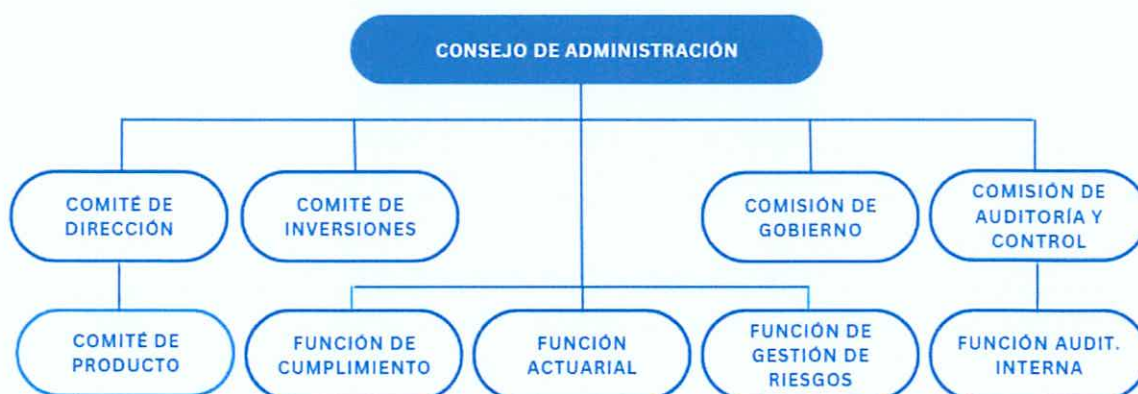 CONSEJO DE ADMINISTRACIÓN
COMITÉ DE
DIRECCIÓN
COMITÉ DE
INVERSIONES
COMISIÓN DE
GOBIERNO
COMISIÓN DE
AUDITORÍA Y
CONTROL
COMITÉ DE
PRODUCTO
FUNCIÓN DE
CUMPLIMIENTO
FUNCIÓN
ACTUARIAL
FUNCIÓN DE
GESTIÓN DE
RIESGOS
FUNCIÓN AUDIT.
INTERNA